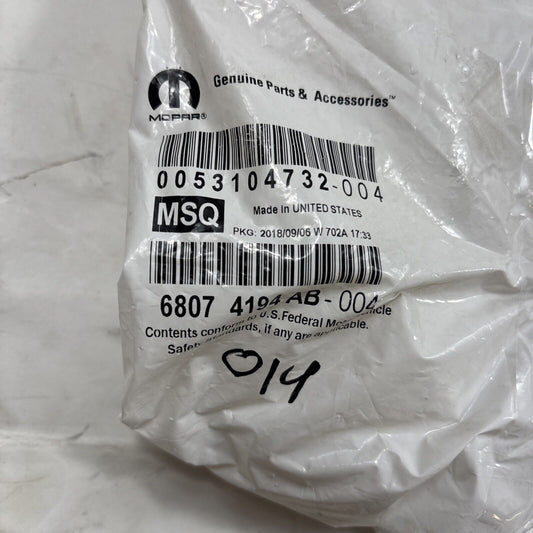 Genuine Parts & Accessories™
MOPAR®
0053104732-004
MSQ
Made in UNITED STATES
PKG: 2018/09/06 W 702A 17:33
6807 4194 AB-004
Contents conform to U.S.Federal Motor Vehicle
Safety standards, if any are applicable.
014